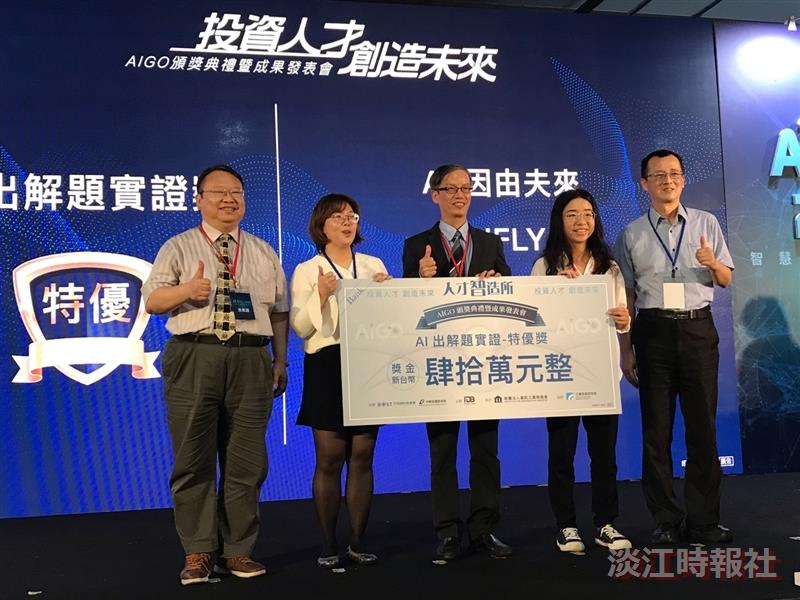 投資人才
創造未來
AIGO頒獎典禮暨成果發表會
出解題實證
因由未來
特優
智慧
人才智造所
投資人才 創造未來
投資人才 創造未來
AIGO 頒獎典禮暨成果發表會
AIGO
AIGO
AI 出解題實證-特優獎
獎金
新台幣
肆拾萬元整
淡江時報社